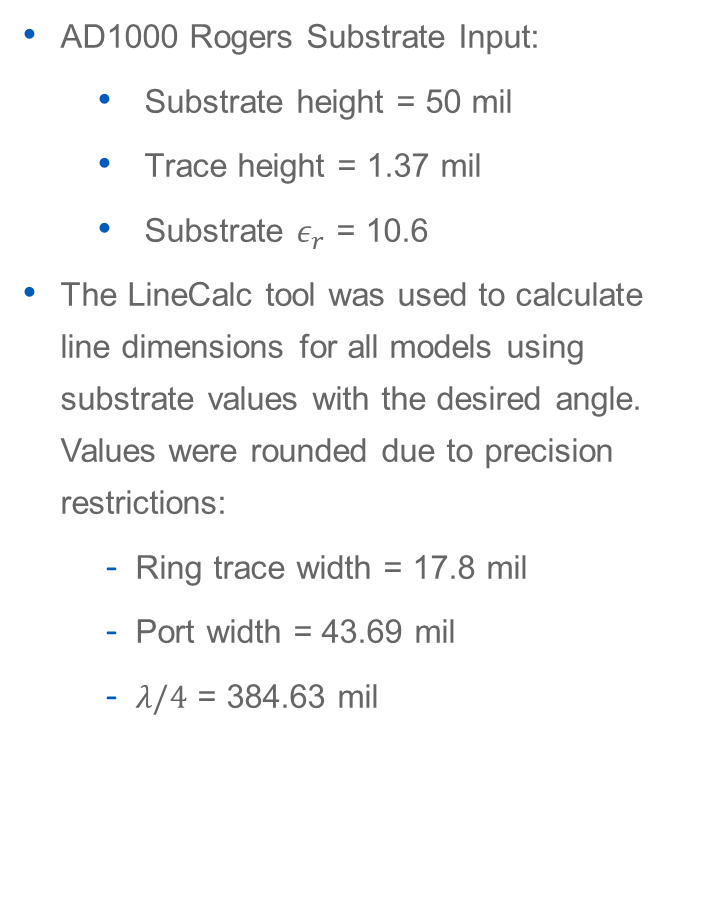 • AD1000 Rogers Substrate Input:
• Substrate height = 50 mil
• Trace height = 1.37 mil
• Substrate ϵᵣ = 10.6
• The LineCalc tool was used to calculate
line dimensions for all models using
substrate values with the desired angle.
Values were rounded due to precision
restrictions:
- Ring trace width = 17.8 mil
- Port width = 43.69 mil
- λ/4 = 384.63 mil